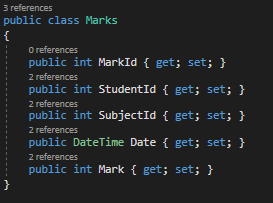 3 references
public class Marks
{
0 references
public int MarkId { get; set; }
2 references
public int StudentId { get; set; }
2 references
public int SubjectId { get; set; }
2 references
public DateTime Date { get; set; }
2 references
public int Mark { get; set; }
}